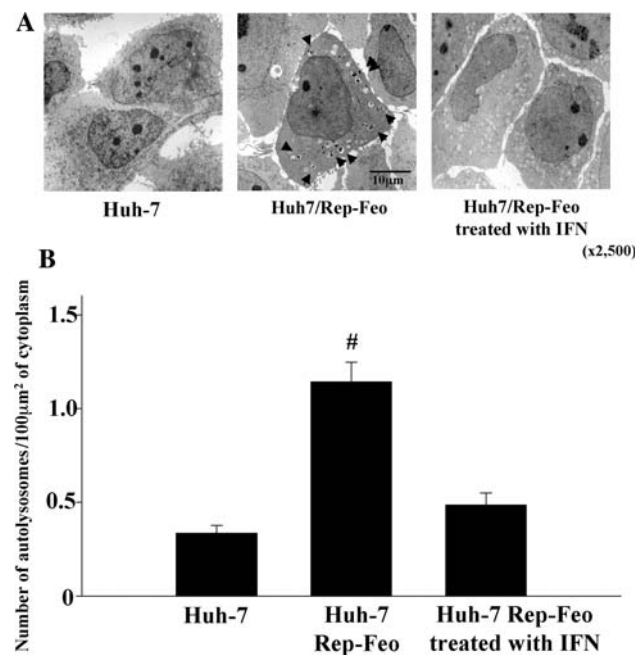 A
10μm
Huh-7
Huh7/Rep-Feo
Huh7/Rep-Feo
treated with IFN
(x2,500)
B
Number of autolysosomes/100μm² of cytoplasm
1.5
1.0
0.5
0
#
Huh-7
Huh-7
Rep-Feo
Huh-7 Rep-Feo
treated with IFN